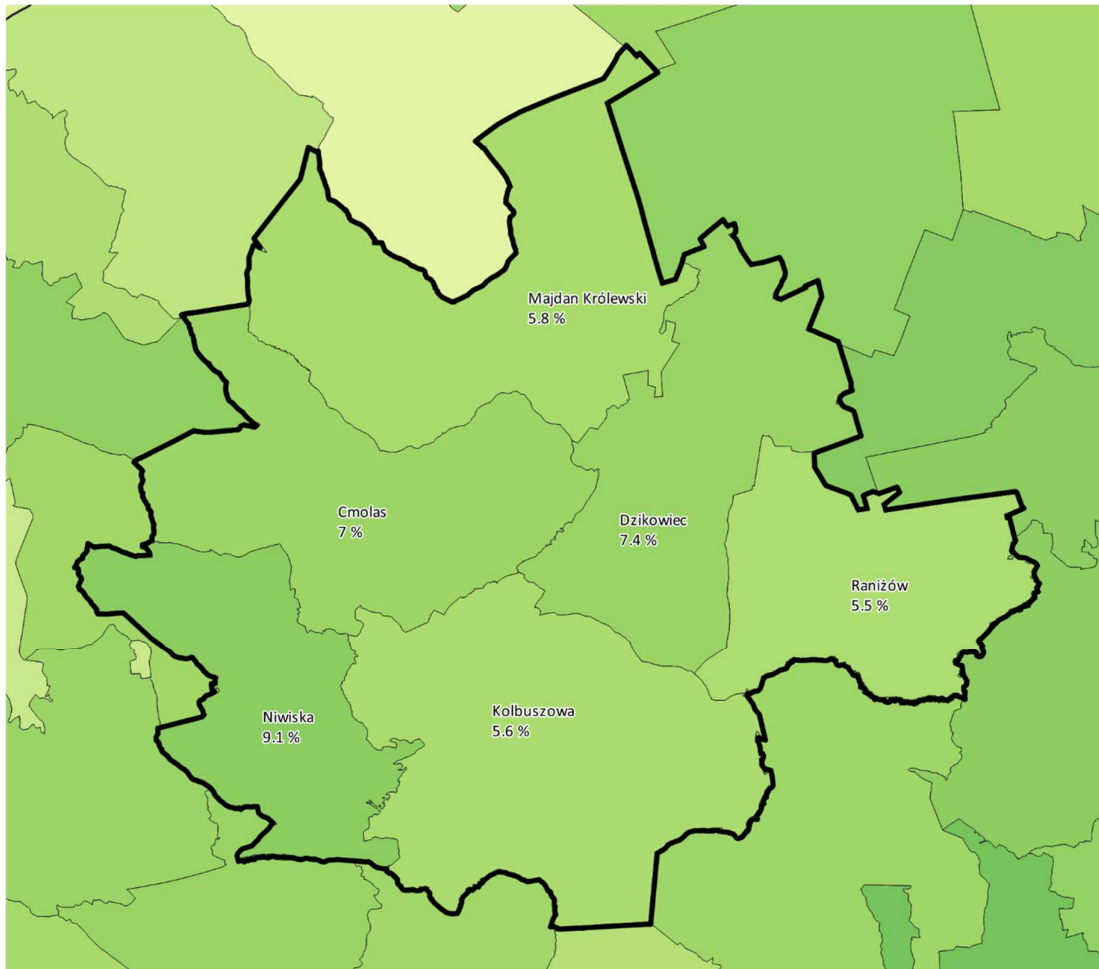 Majdan Królewski
5.8 %
Cmolas
7 %
Dzikowiec
7.4 %
Raniżów
5.5 %
Niwiska
9.1 %
Kolbuszowa
5.6 %